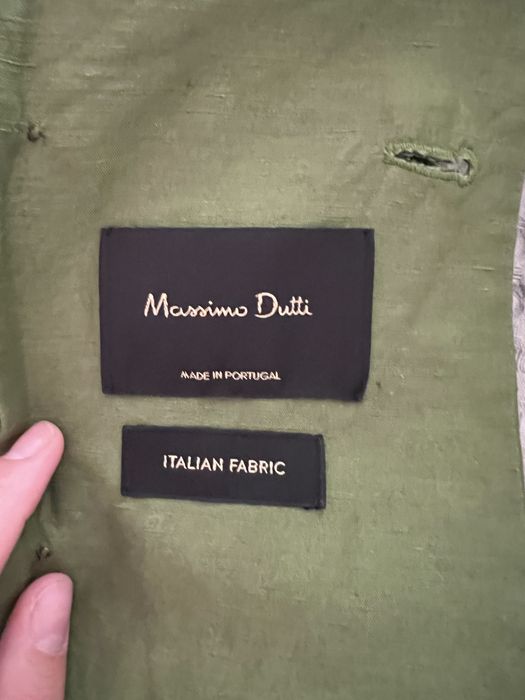 Massimo Dutti
MADE IN PORTUGAL
ITALIAN FABRIC